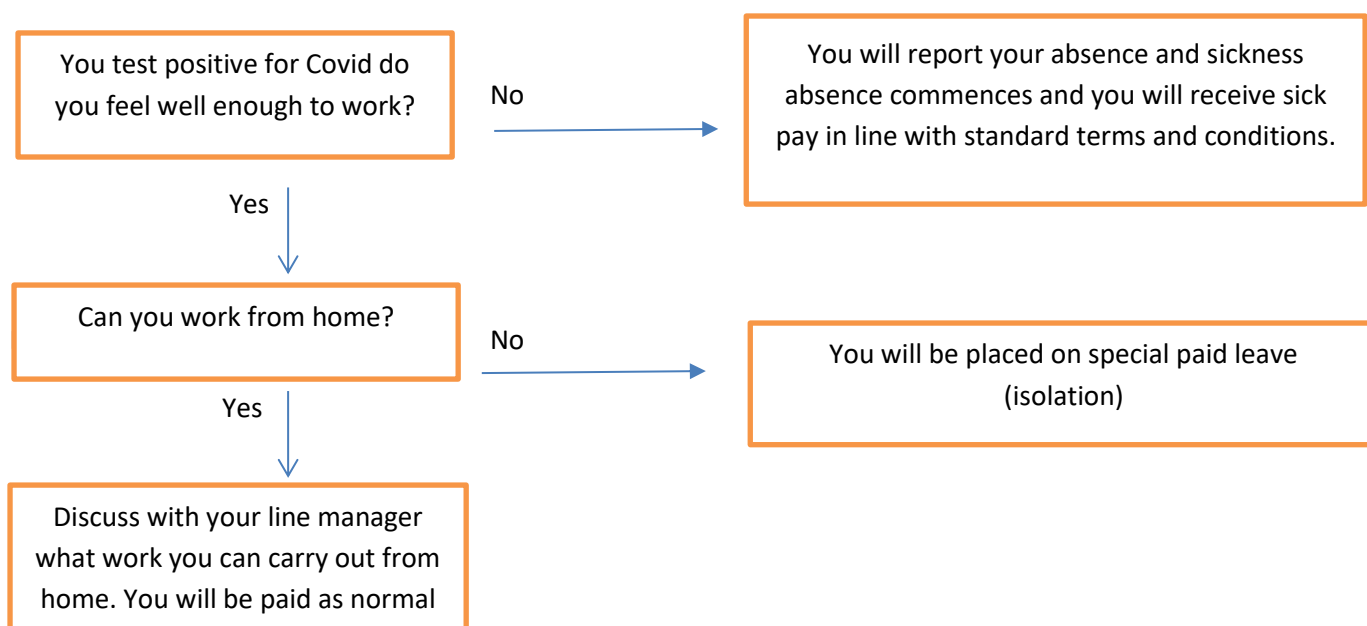 You test positive for Covid do
you feel well enough to work?
No
You will report your absence and sickness
absence commences and you will receive sick
pay in line with standard terms and conditions.
Yes
Can you work from home?
No
You will be placed on special paid leave
(isolation)
Yes
Discuss with your line manager
what work you can carry out from
home. You will be paid as normal